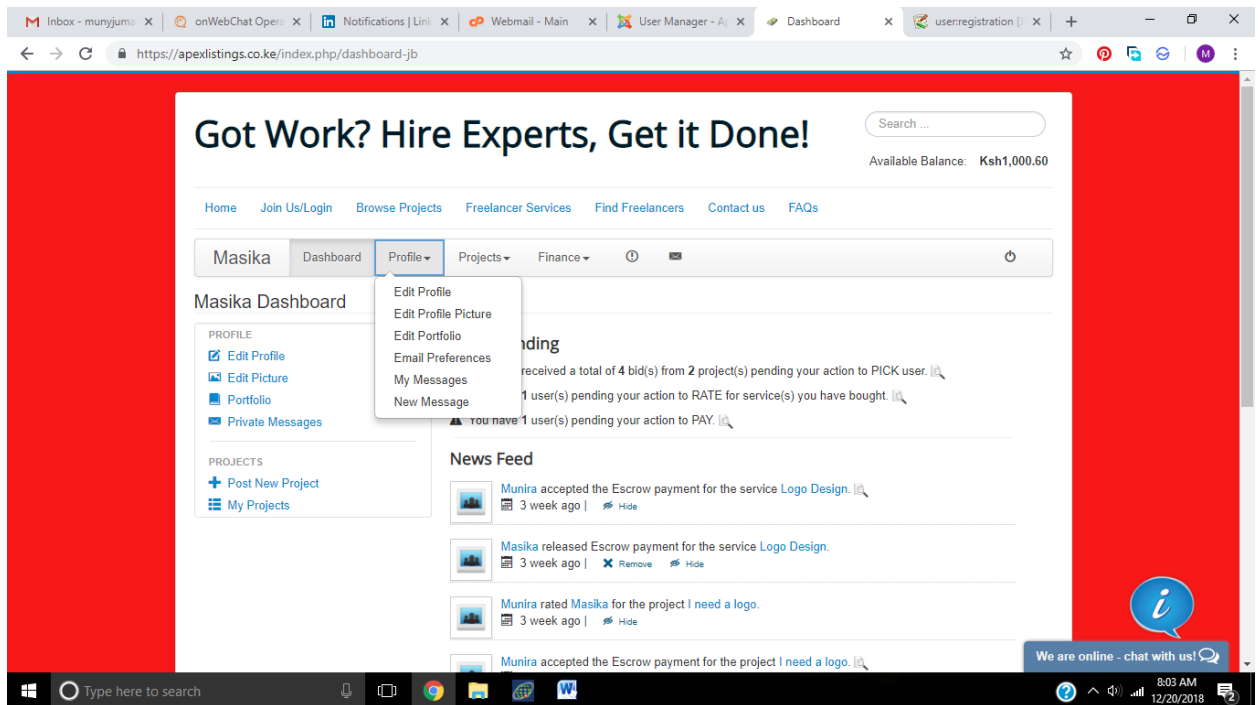 Inbox - munyjuma
onWebChat Opera
Notifications | Link
Webmail - Main
User Manager - Ap
Dashboard
user:registration [J
https://apexlistings.co.ke/index.php/dashboard-jb
M
Got Work? Hire Experts, Get it Done!
Search ...
Available Balance: Ksh1,000.60
Home Join Us/Login Browse Projects Freelancer Services Find Freelancers Contact us FAQs
Masika Dashboard Profile Projects Finance
Edit Profile
Edit Profile Picture
Edit Portfolio
Email Preferences
My Messages
New Message
Masika Dashboard
PROFILE
Edit Profile
Edit Picture
Portfolio
Private Messages
PROJECTS
Post New Project
My Projects
nding
received a total of 4 bid(s) from 2 project(s) pending your action to PICK user.
1 user(s) pending your action to RATE for service(s) you have bought.
You have 1 user(s) pending your action to PAY.
News Feed
Munira accepted the Escrow payment for the service Logo Design.
3 week ago | Hide
Masika released Escrow payment for the service Logo Design.
3 week ago | Remove Hide
Munira rated Masika for the project I need a logo.
3 week ago | Hide
Munira accepted the Escrow payment for the project I need a logo.
We are online - chat with us!
Type here to search
8:03 AM
12/20/2018
2